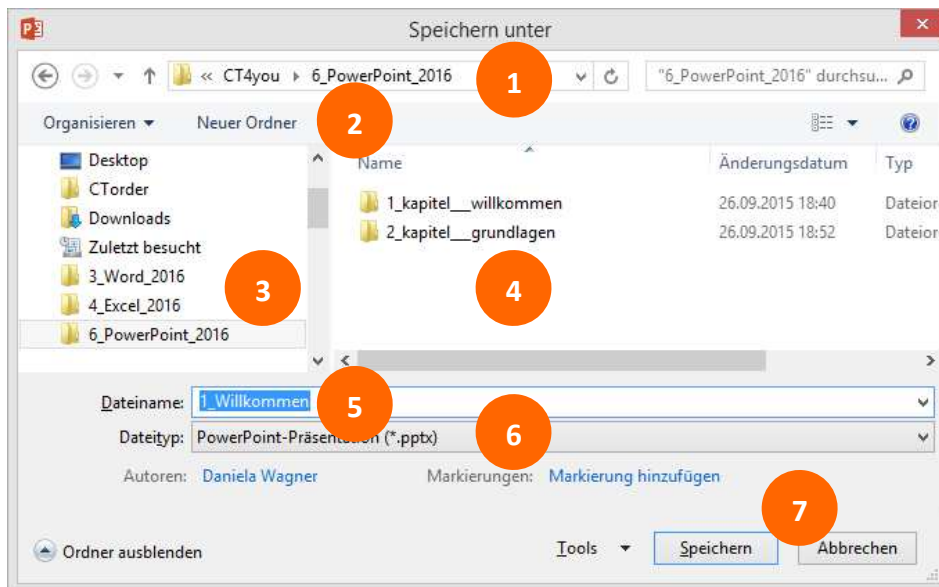 Speichern unter
« CT4you ▸ 6_PowerPoint_2016
1
"6_PowerPoint_2016" durchsu...
Organisieren
Neuer Ordner
2
Desktop
CTorder
Downloads
Zuletzt besucht
3_Word_2016
4_Excel_2016
6_PowerPoint_2016
3
Name Änderungsdatum Typ
1_kapitel__willkommen 26.09.2015 18:40 Dateior
2_kapitel__grundlagen 26.09.2015 18:52 Dateior
4
Dateiname: 1_Willkommen
5
Dateityp: PowerPoint-Präsentation (*.pptx)
6
Autoren: Daniela Wagner Markierungen: Markierung hinzufügen
7
Ordner ausblenden Tools Speichern Abbrechen